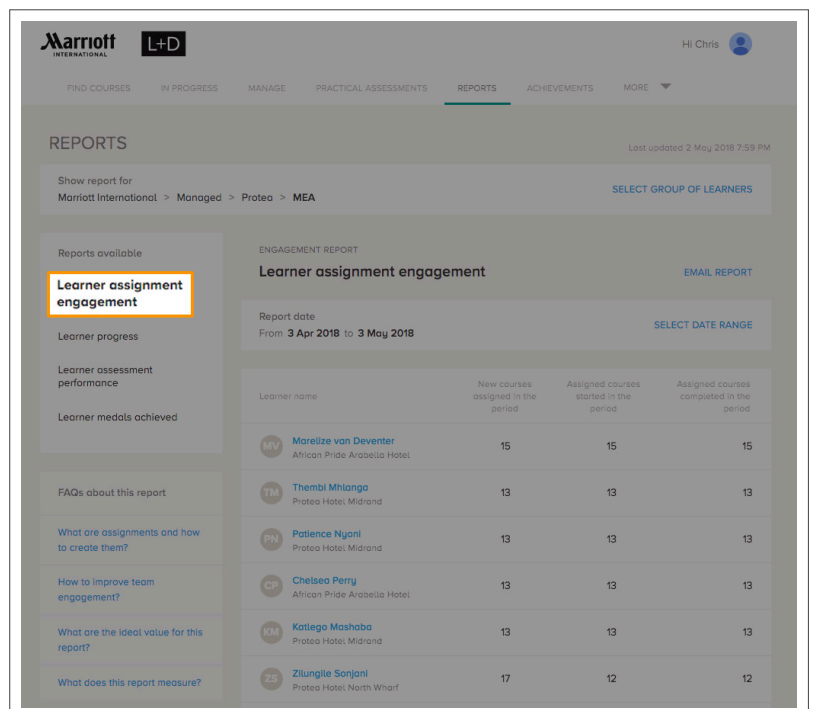 Marriott
INTERNATIONAL
L+D
Hi Chris
FIND COURSES IN PROGRESS MANAGE PRACTICAL ASSESSMENTS REPORTS ACHIEVEMENTS MORE
REPORTS
Last updated 2 May 2018 7:59 PM
Show report for
Marriott International > Managed > Protea > MEA
SELECT GROUP OF LEARNERS
Reports available
Learner assignment
engagement
Learner progress
Learner assessment
performance
Learner medals achieved
FAQs about this report
What are assignments and how
to create them?
How to improve team
engagement?
What are the ideal value for this
report?
What does this report measure?
ENGAGEMENT REPORT
Learner assignment engagement
EMAIL REPORT
Report date
From 3 Apr 2018 to 3 May 2018
SELECT DATE RANGE
Learner name
New courses
assigned in the
period
Assigned courses
started in the
period
Assigned courses
completed in the
period
MV Marelize van Deventer 15 15 15
African Pride Arabella Hotel
TM Thembi Mhlanga 13 13 13
Protea Hotel Midrand
PN Patience Nyoni 13 13 13
Protea Hotel Midrand
CP Chelsea Perry 13 13 13
African Pride Arabella Hotel
KM Katlego Mashaba 13 13 13
Protea Hotel Midrand
ZS Zilungile Sonjani 17 12 12
Protea Hotel North Wharf